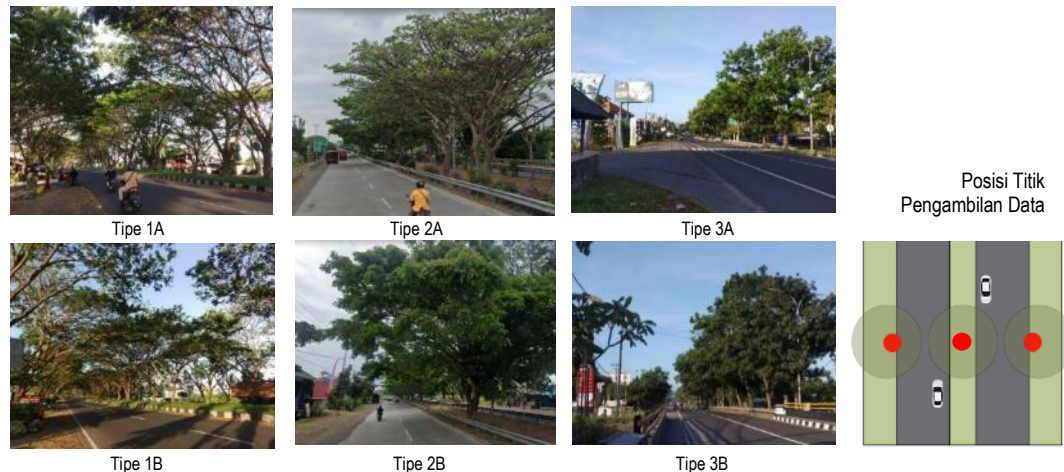 Tipe 1A
Tipe 2A
Tipe 3A
Posisi Titik
Pengambilan Data
Tipe 1B
Tipe 2B
Tipe 3B